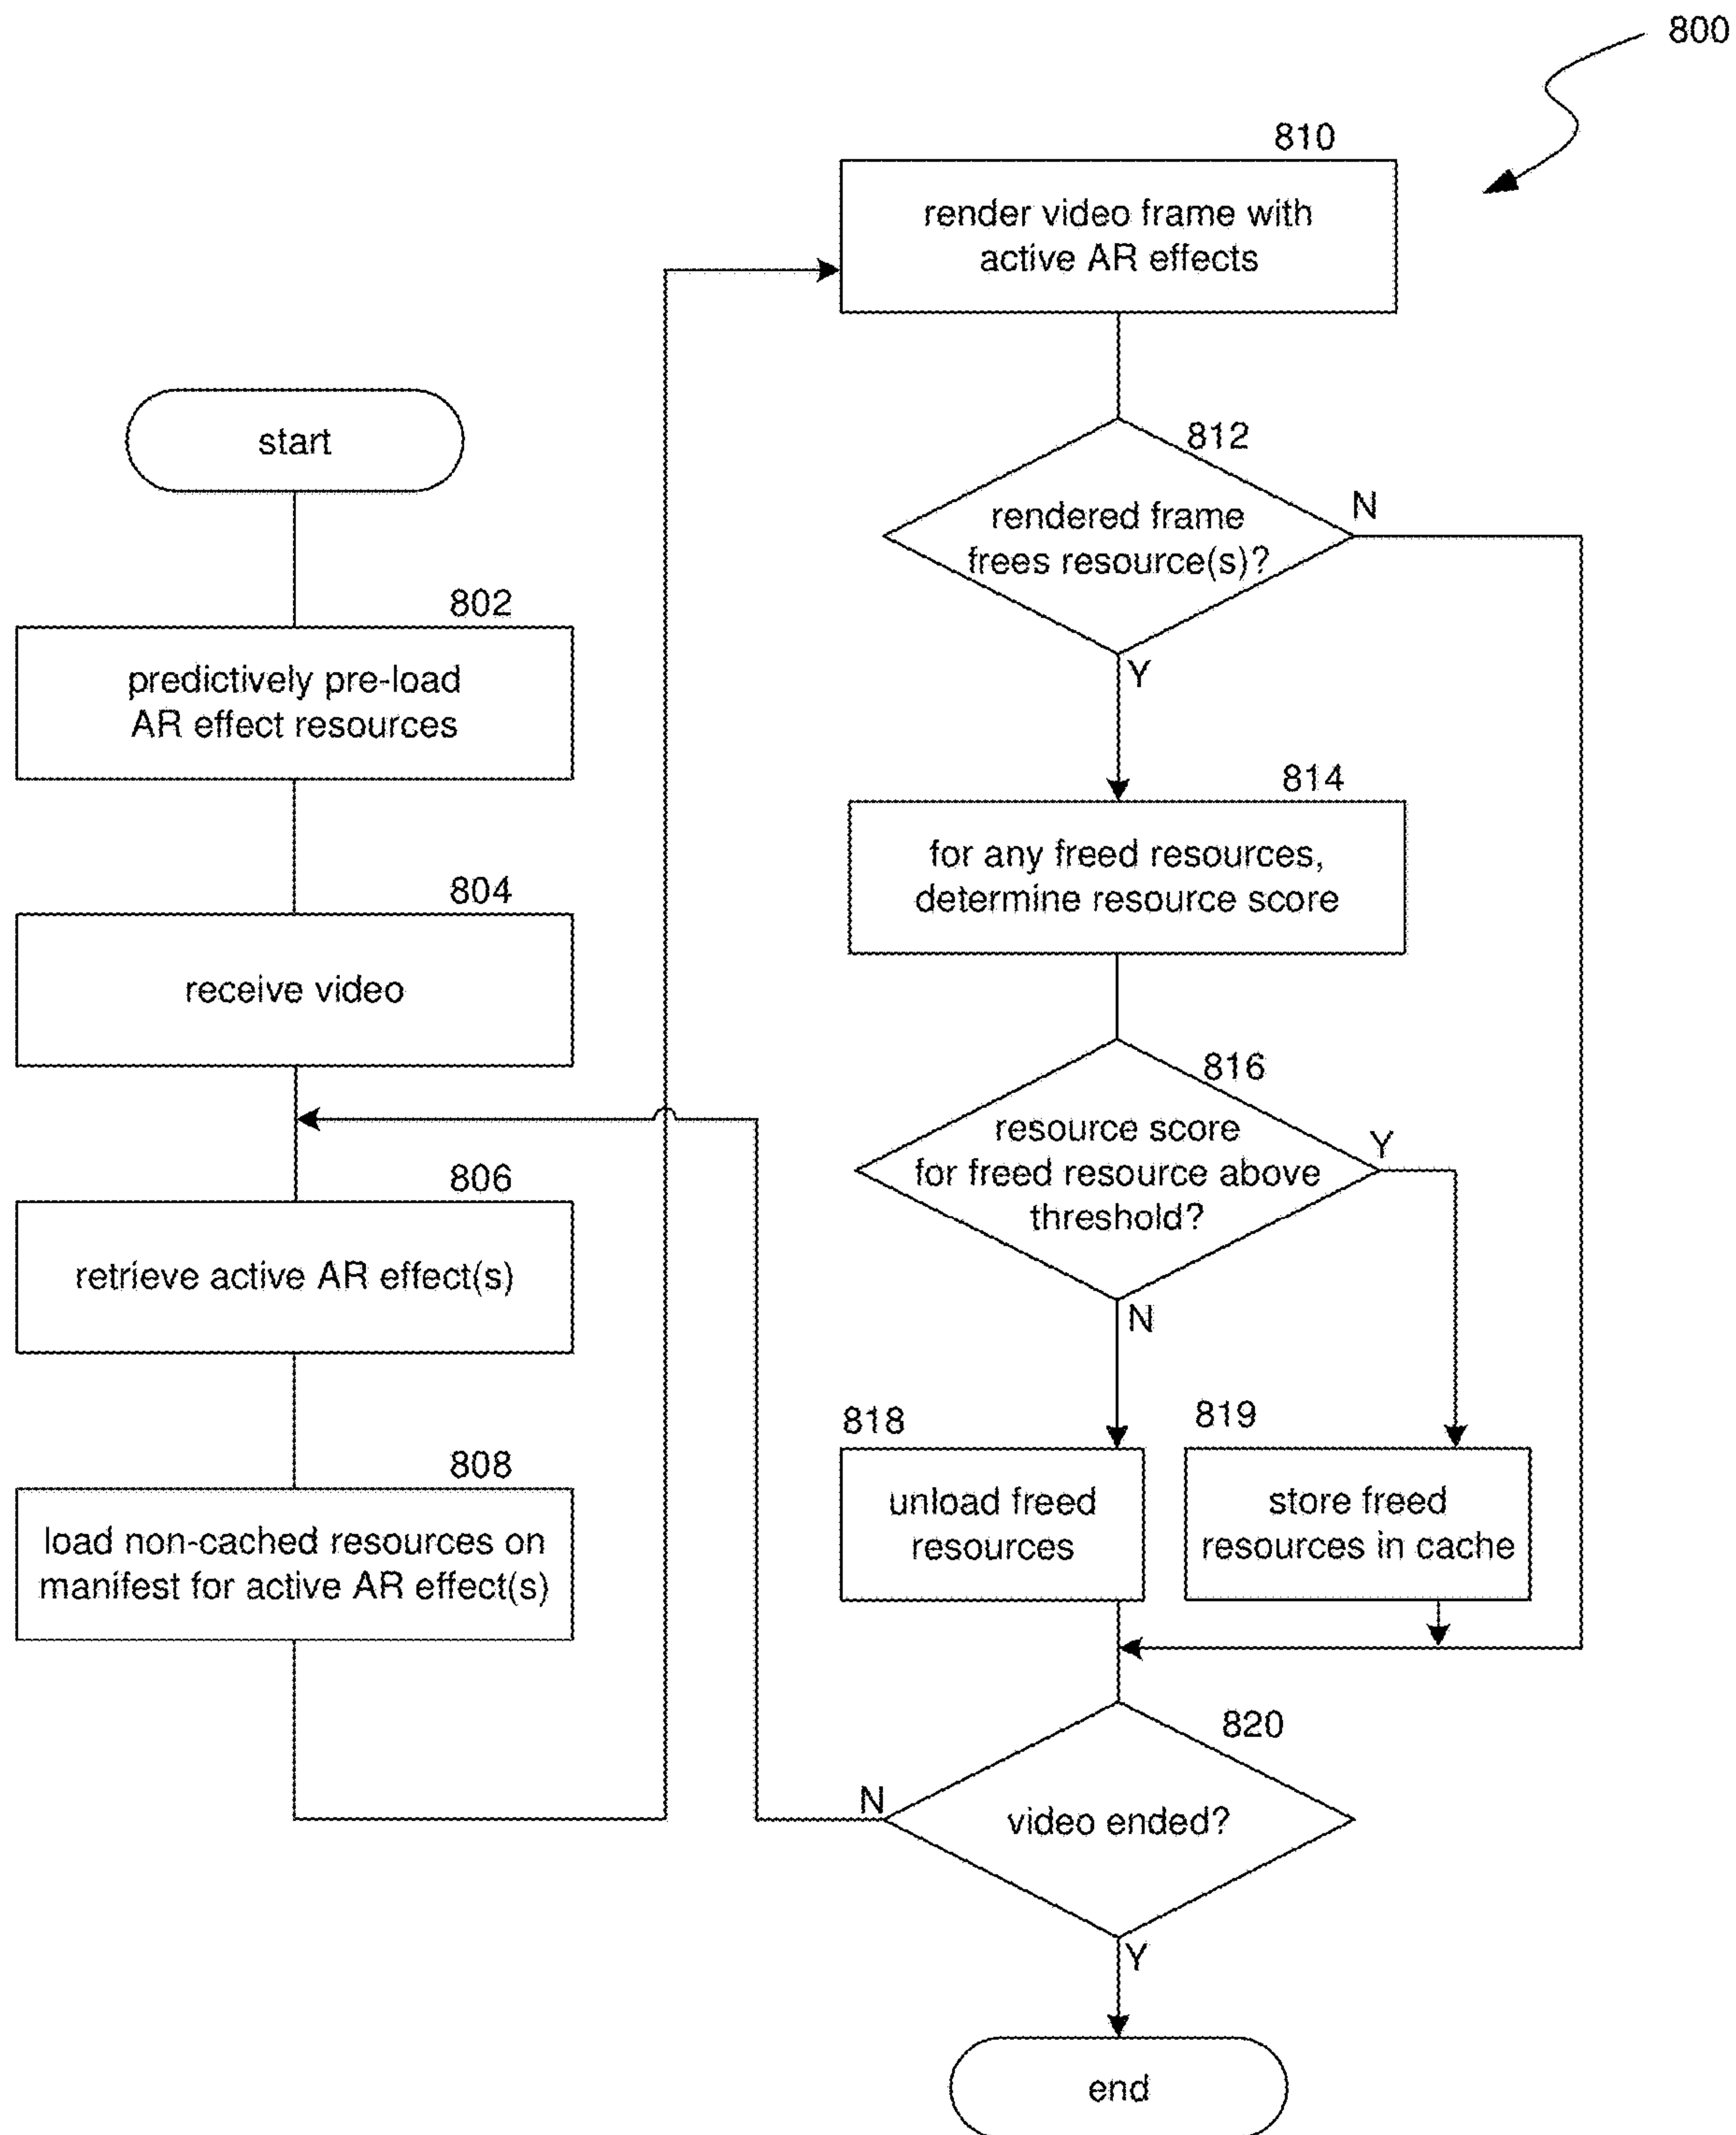 800
start
802
predictively pre-load
AR effect resources
804
receive video
806
retrieve active AR effect(s)
808
load non-cached resources on
manifest for active AR effect(s)
810
render video frame with
active AR effects
812
rendered frame
frees resource(s)?
N
Y
814
for any freed resources,
determine resource score
816
resource score
for freed resource above
threshold?
Y
N
818
unload freed
resources
819
store freed
resources in cache
820
video ended?
N
Y
end